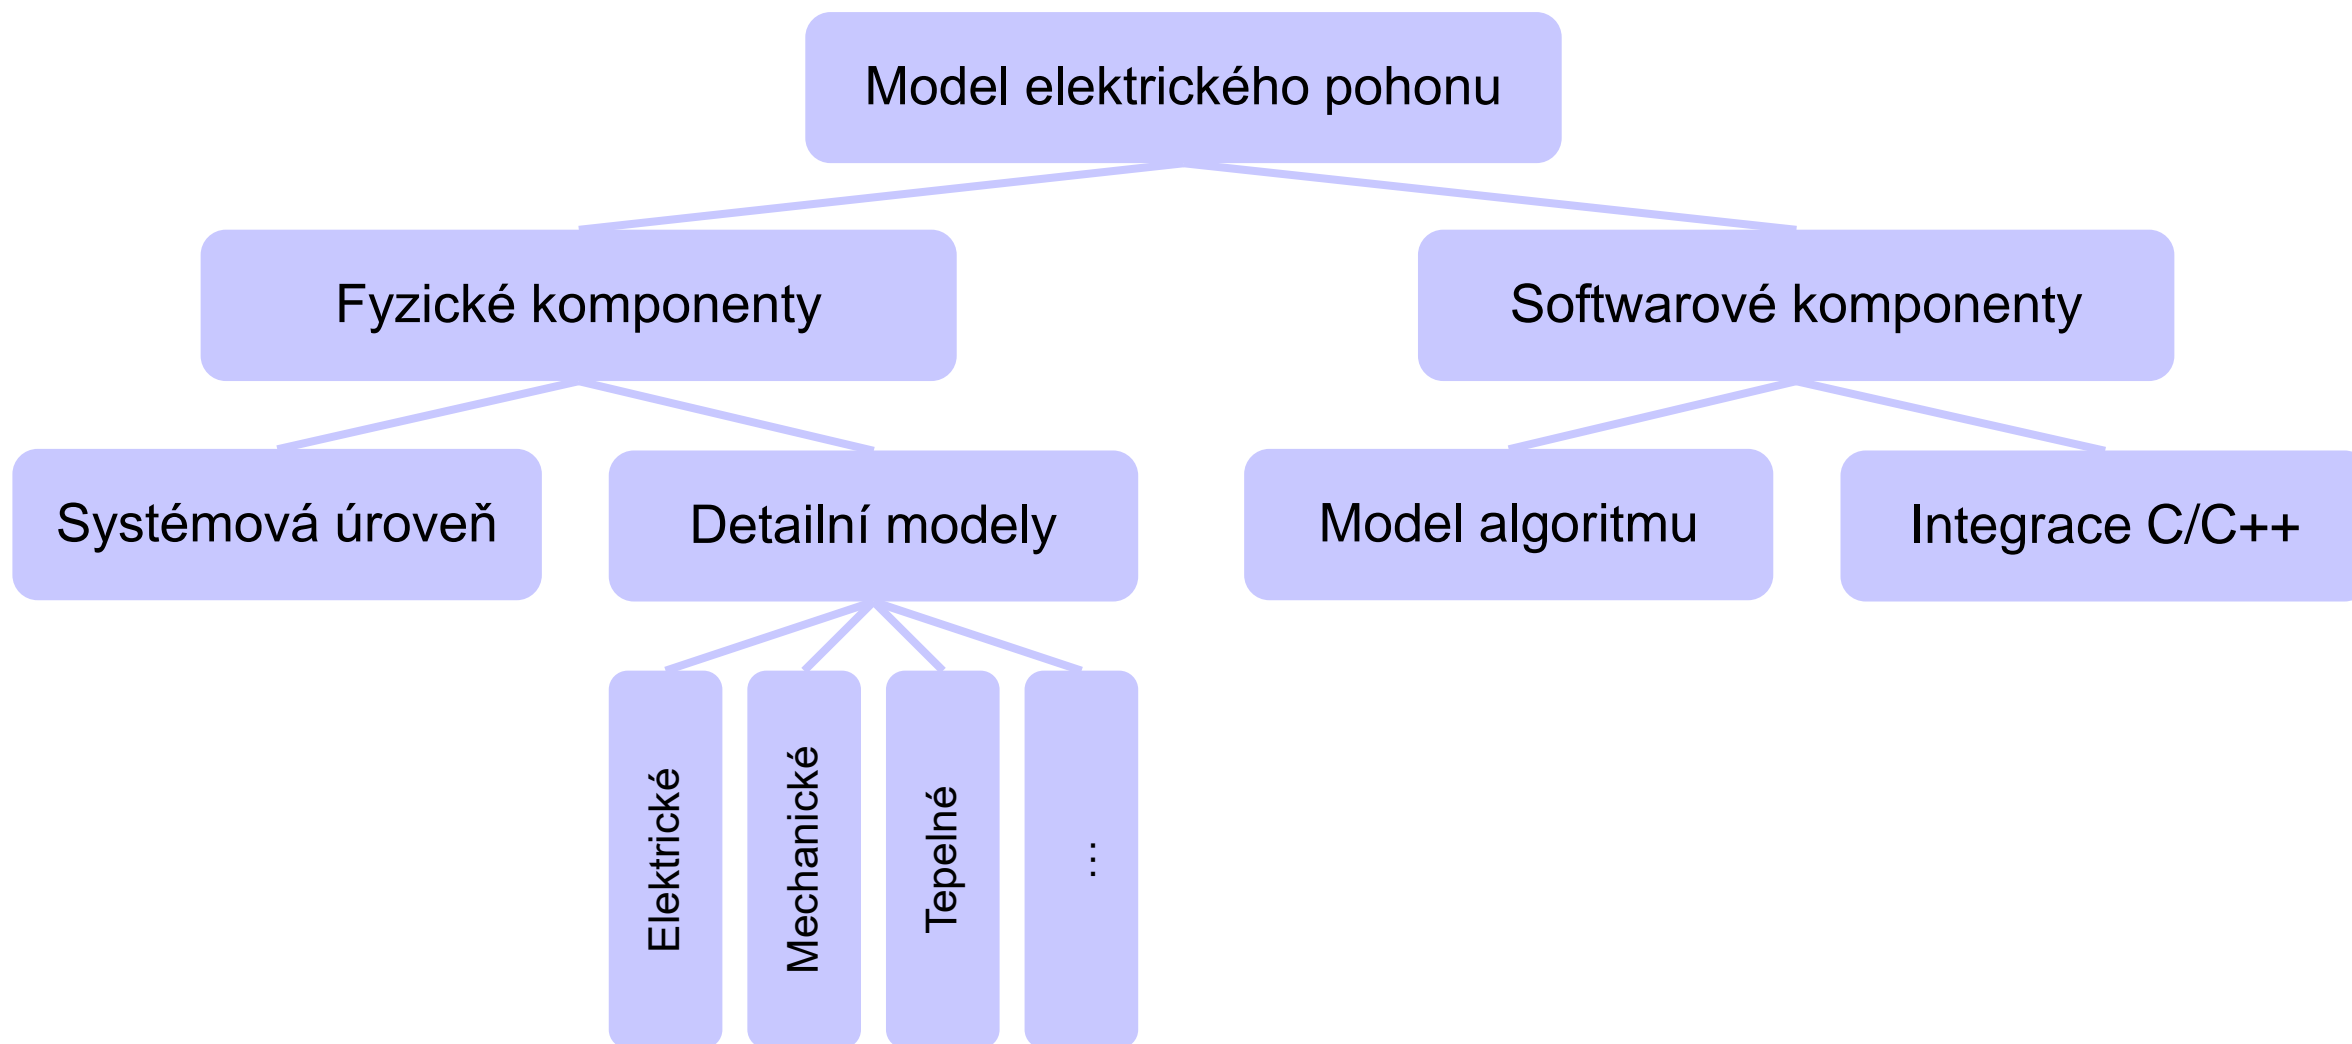 Model elektrického pohonu
Fyzické komponenty
Softwarové komponenty
Systémová úroveň
Detailní modely
Model algoritmu
Integrace C/C++
Elektrické
Mechanické
Tepelné
…